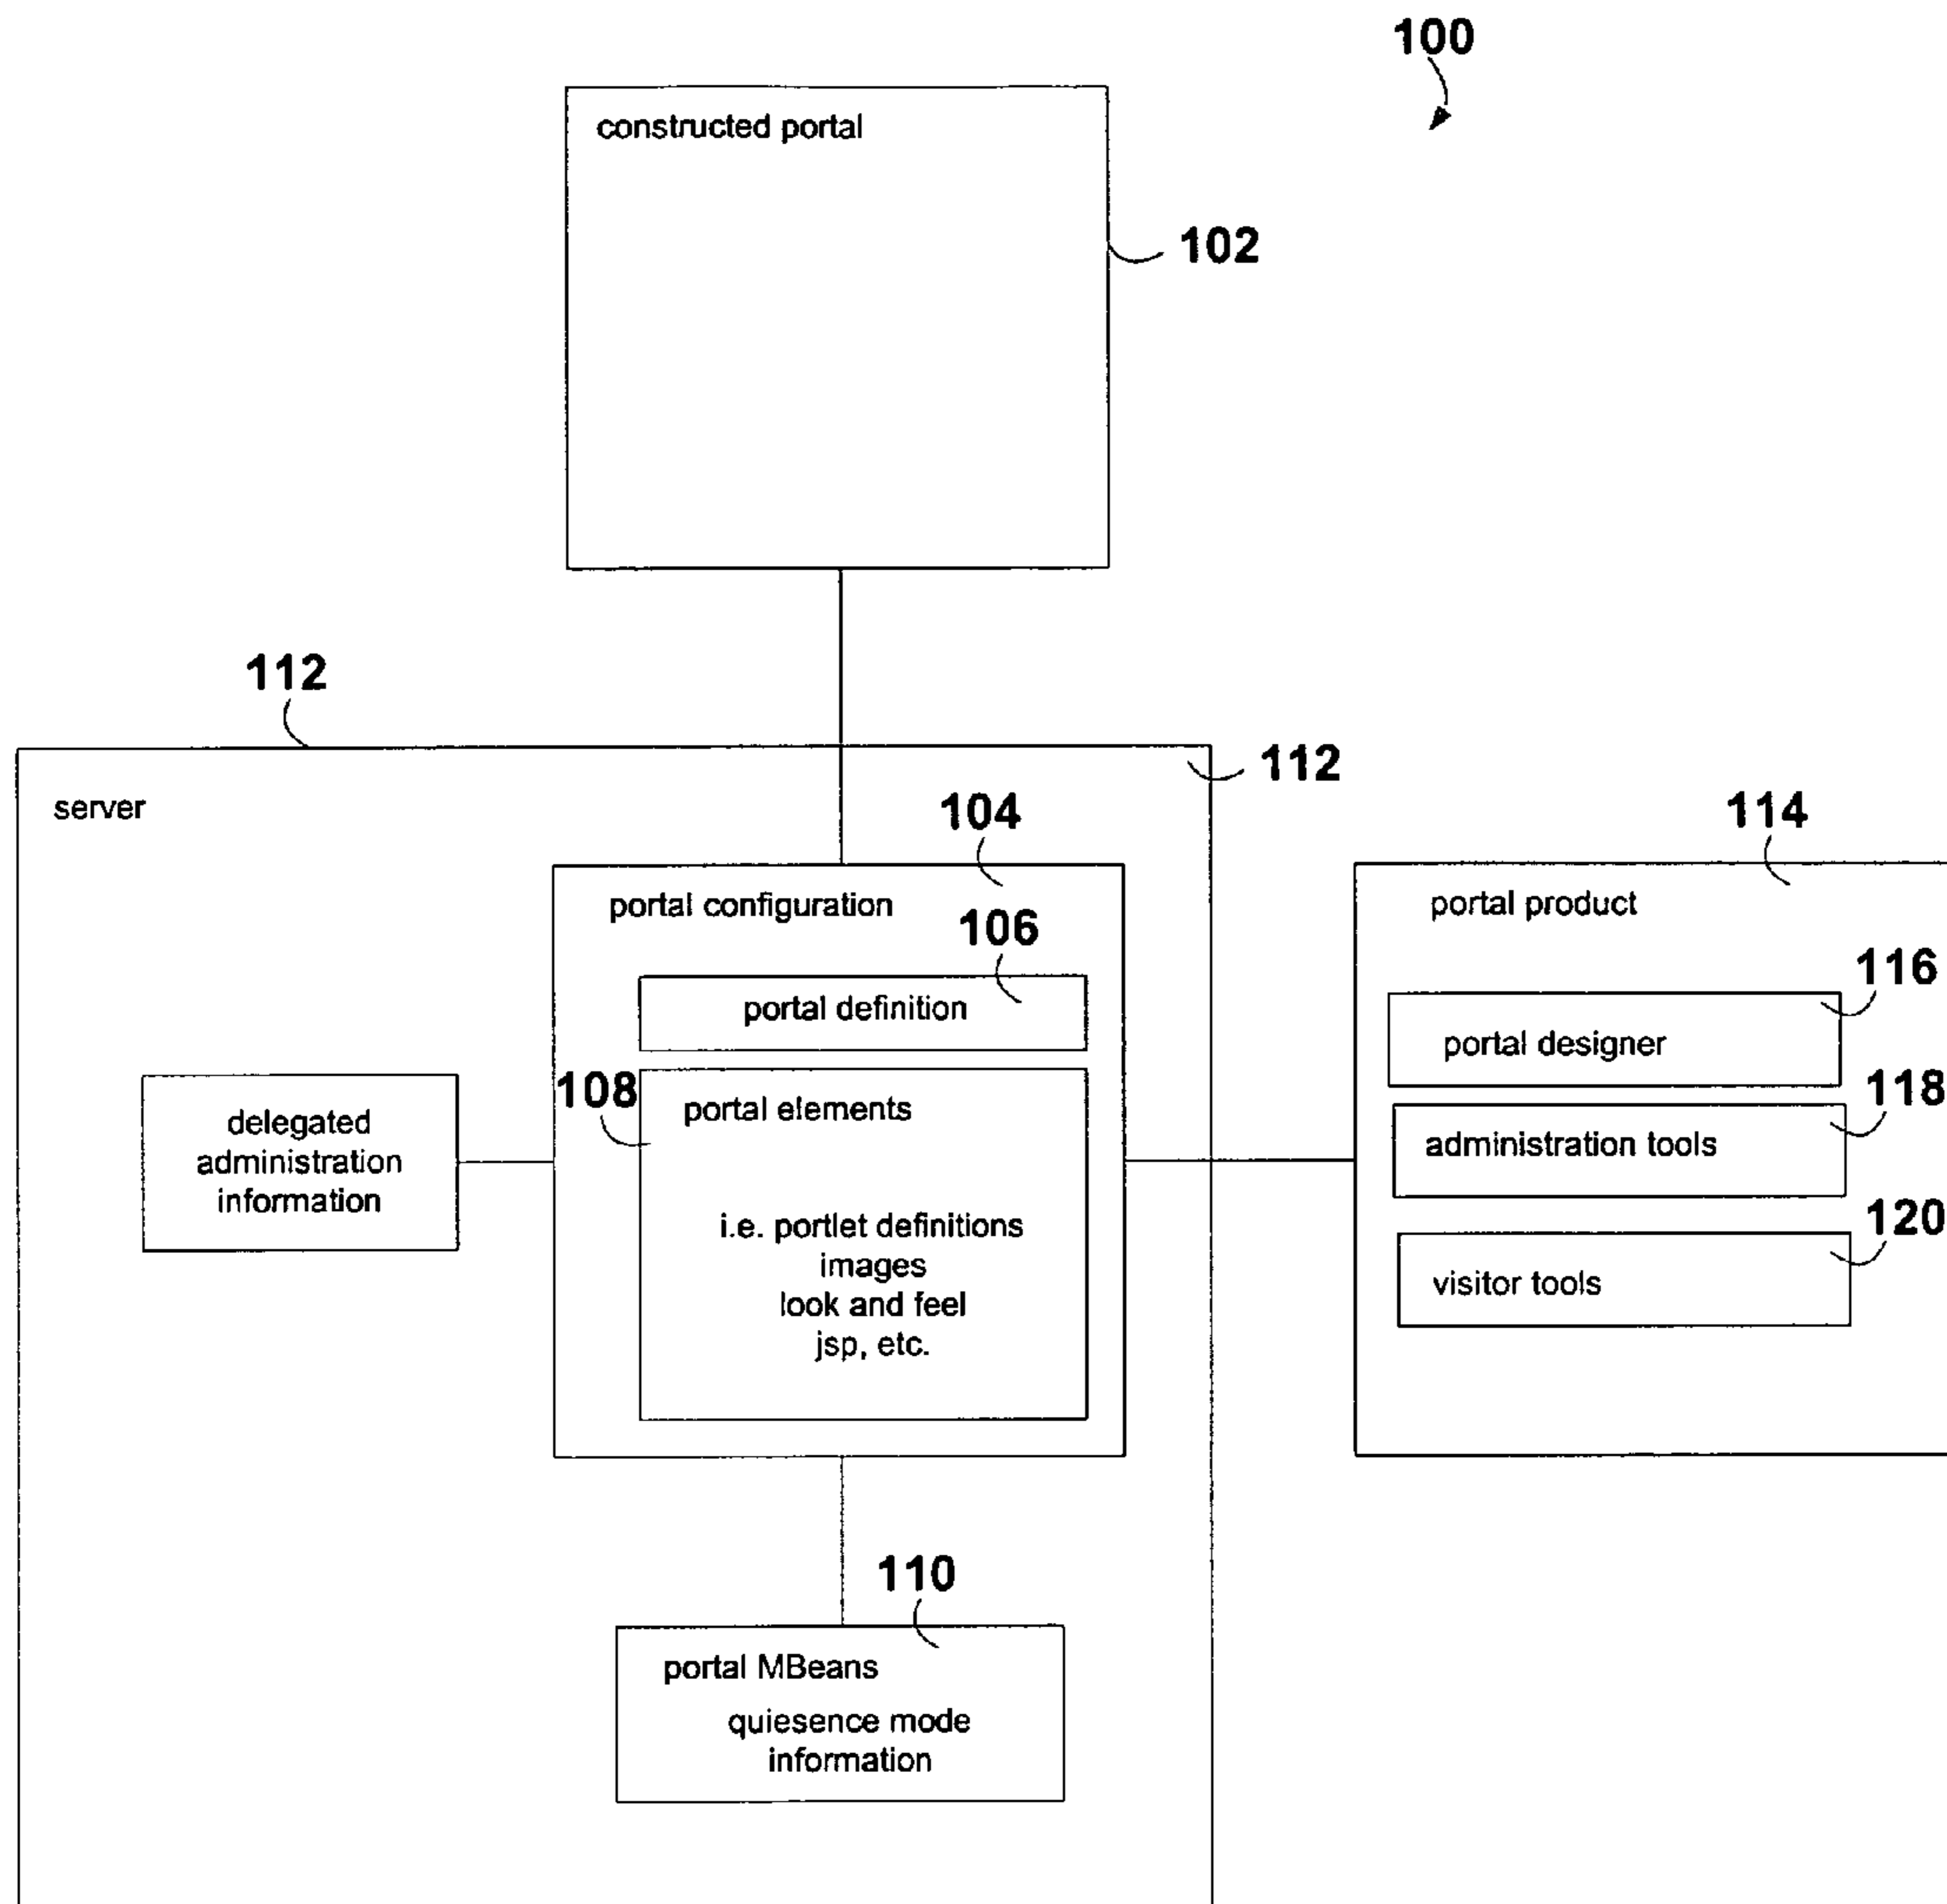 100
constructed portal
102
112
112
server
104
114
portal configuration
portal product
106
116
portal definition
portal designer
108
118
delegated
administration
information
portal elements
administration tools
i.e. portlet definitions
images
look and feel
jsp, etc.
120
visitor tools
110
portal MBeans
quiesence mode
information